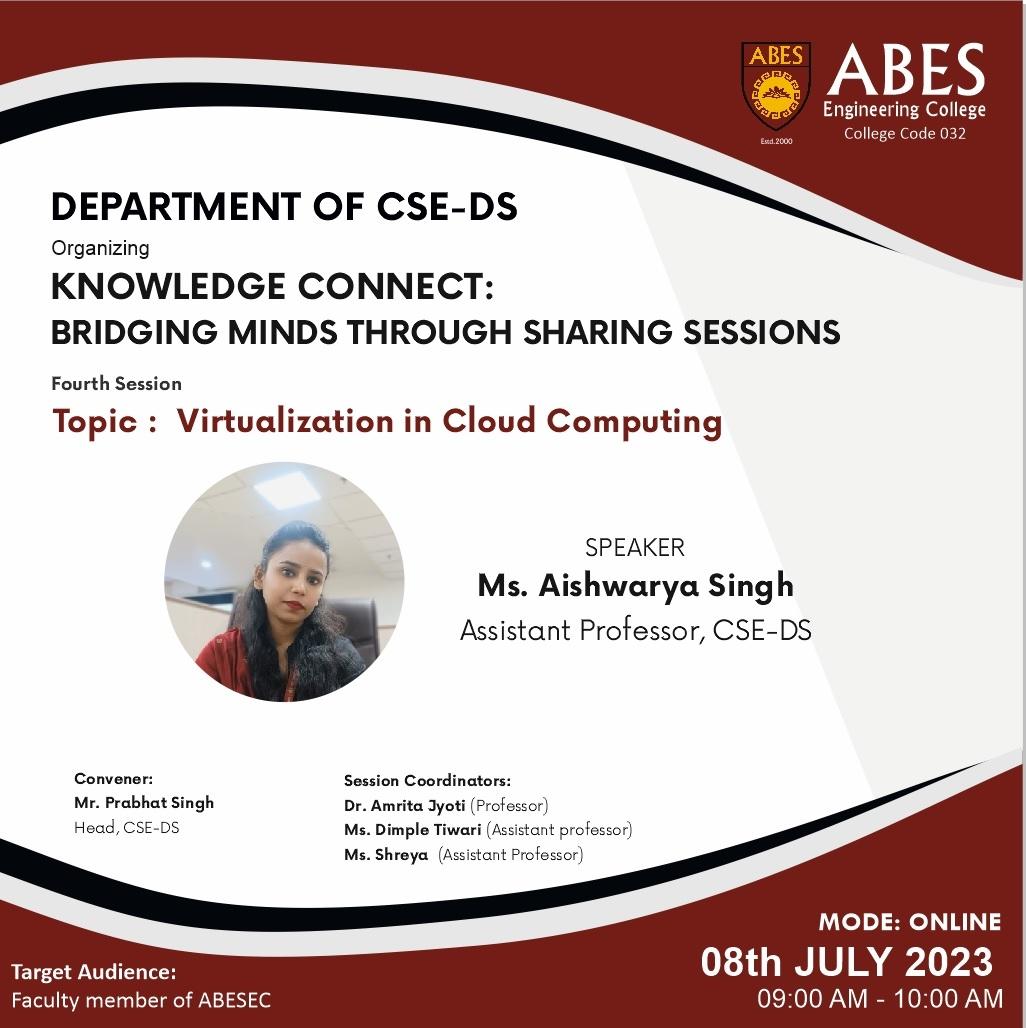 ABES
ABES
Engineering College
College Code 032
Estd.2000
DEPARTMENT OF CSE-DS
Organizing
KNOWLEDGE CONNECT:
BRIDGING MINDS THROUGH SHARING SESSIONS
Fourth Session
Topic : Virtualization in Cloud Computing
SPEAKER
Ms. Aishwarya Singh
Assistant Professor, CSE-DS
Convener:
Mr. Prabhat Singh
Head, CSE-DS
Session Coordinators:
Dr. Amrita Jyoti (Professor)
Ms. Dimple Tiwari (Assistant professor)
Ms. Shreya (Assistant Professor)
MODE: ONLINE
08th JULY 2023
09:00 AM - 10:00 AM
Target Audience:
Faculty member of ABESEC